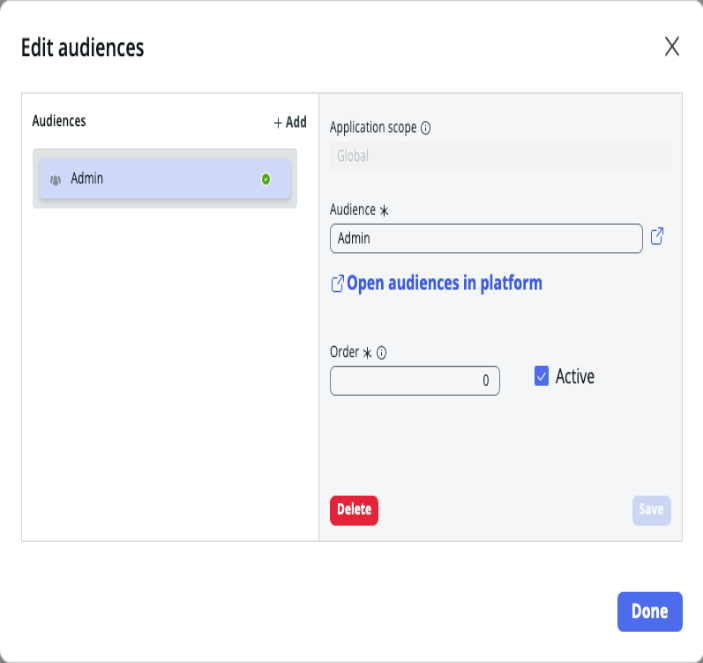 Edit audiences
Audiences
+ Add
Admin
Application scope
Global
Audience *
Admin
Open audiences in platform
Order *
0
Active
Delete
Save
Done